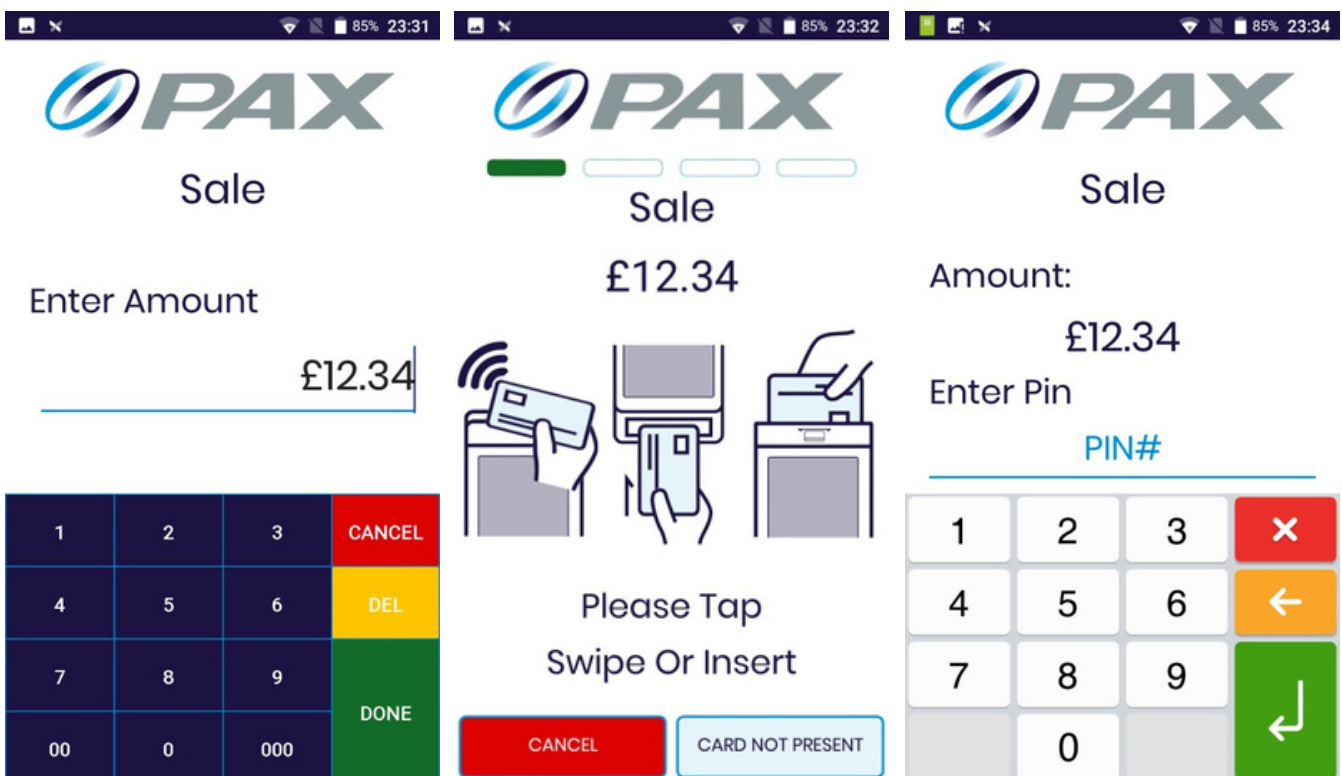 85% 23:31
PAX
Sale
Enter Amount
£12.34
1 2 3 CANCEL
4 5 6 DEL
7 8 9
DONE
00 0 000
85% 23:32
PAX
Sale
£12.34
Please Tap
Swipe Or Insert
CANCEL CARD NOT PRESENT
85% 23:34
PAX
Sale
Amount:
£12.34
Enter Pin
PIN#
1 2 3
4 5 6
7 8 9
0